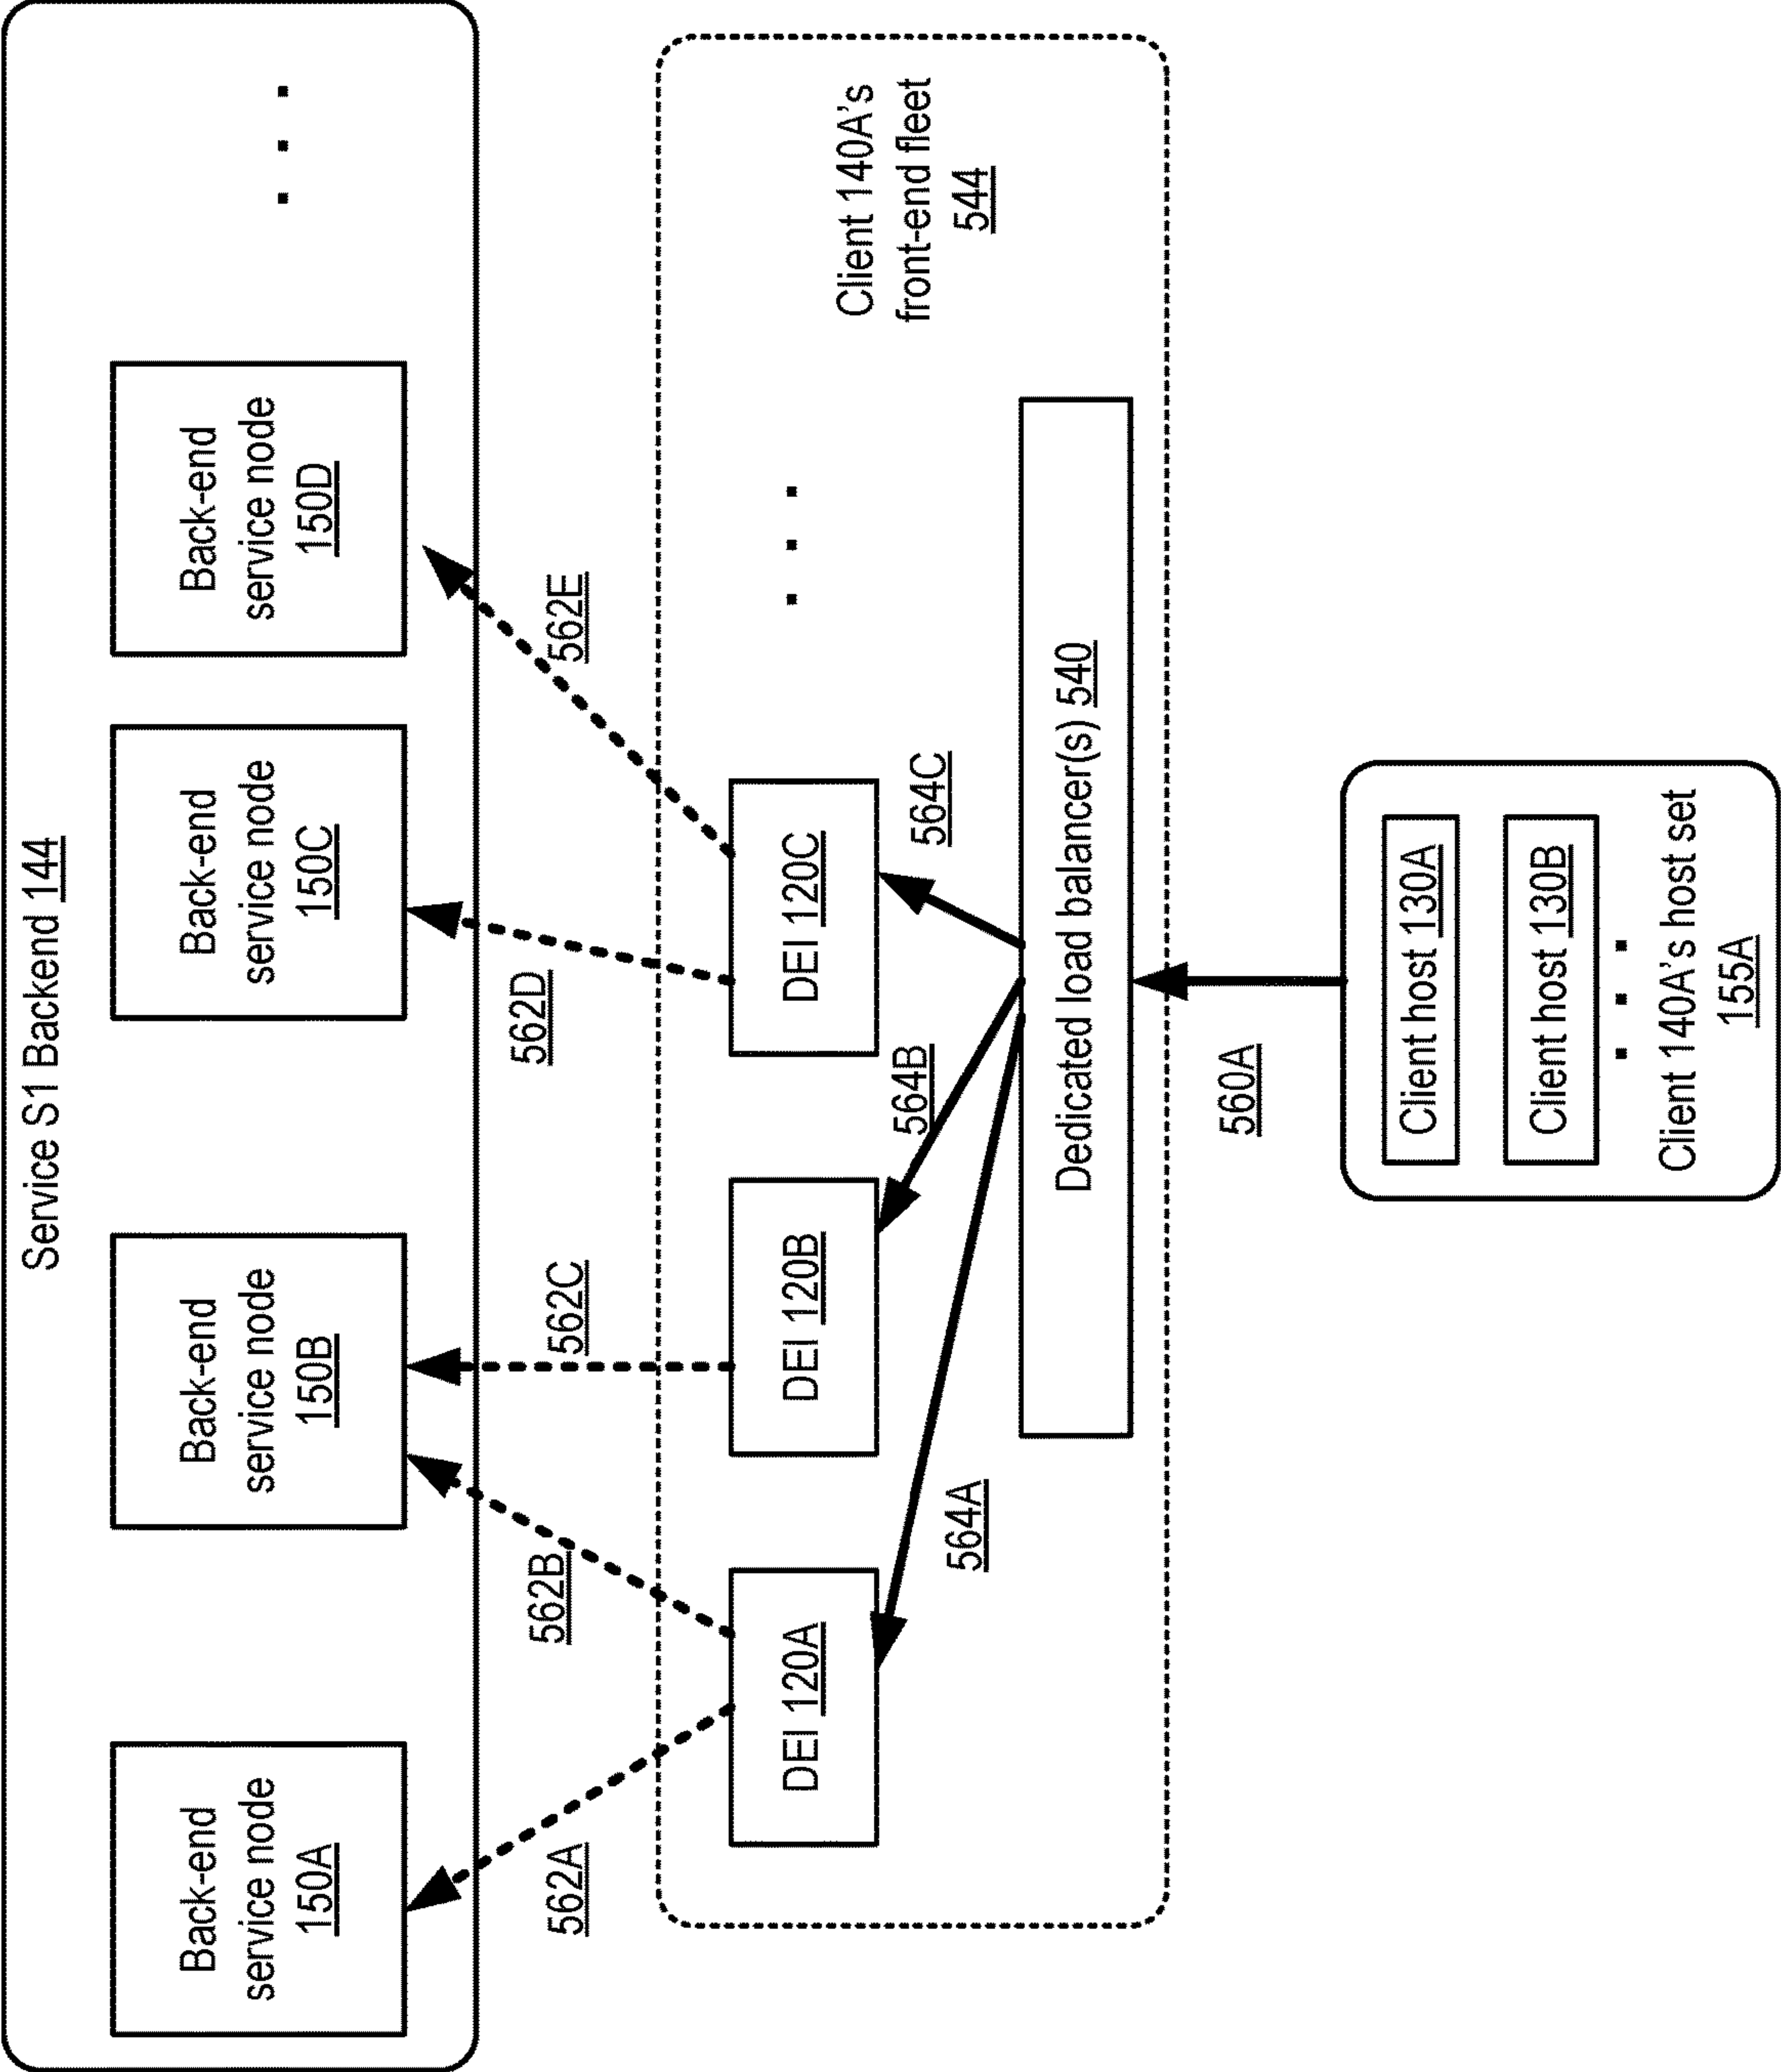 Service S1 Backend 144
Back-end
service node
150A
Back-end
service node
150B
Back-end
service node
150C
Back-end
service node
150D
562A
562B
562C
562D
562E
DEI 120A
DEI 120B
DEI 120C
Client 140A's
front-end fleet
544
564A
564B
564C
Dedicated load balancer(s) 540
560A
Client host 130A
Client host 130B
Client 140A's host set
155A